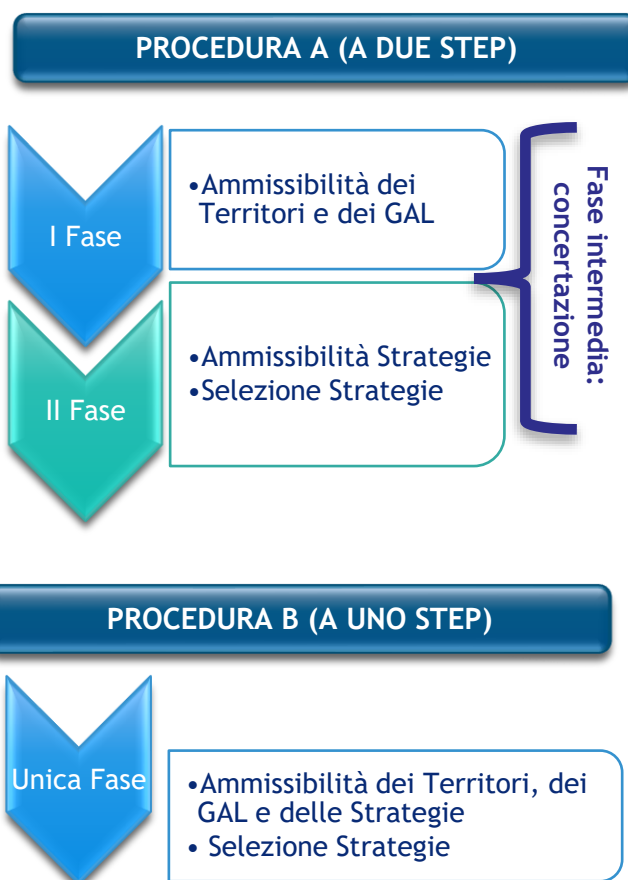 PROCEDURA A (A DUE STEP)
I Fase
•Ammissibilità dei
Territori e dei GAL
Fase intermedia:
concertazione
II Fase
•Ammissibilità Strategie
•Selezione Strategie
PROCEDURA B (A UNO STEP)
Unica Fase
•Ammissibilità dei Territori, dei
GAL e delle Strategie
• Selezione Strategie